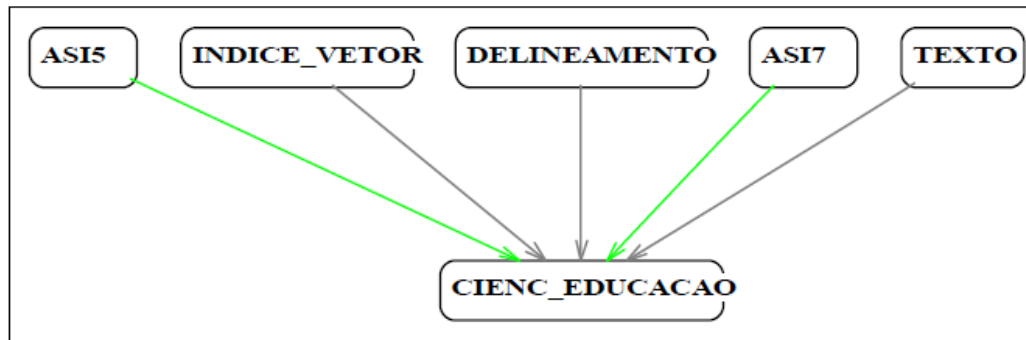 ASI5 INDICE_VETOR DELINEAMENTO ASI7 TEXTO
CIENC_EDUCACAO